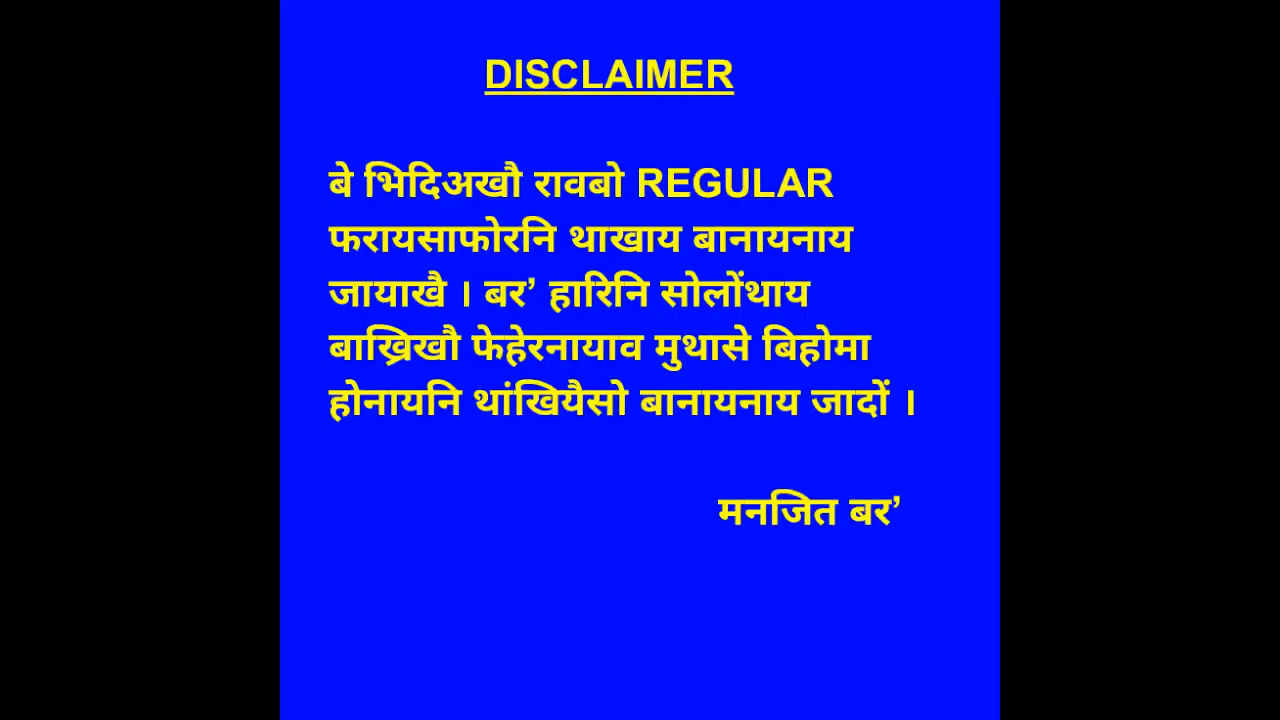 DISCLAIMER
बे भिदिअखौ रावबो REGULAR
फरायसाफोरनि थाखाय बानायनाय
जायाखै । बर’ हारिनि सोलोंथाय
बाख्रिखौ फेहेरनायाव मुथासे बिहोमा
होनायनि थांखियैसो बानायनाय जादों ।
मनजित बर’